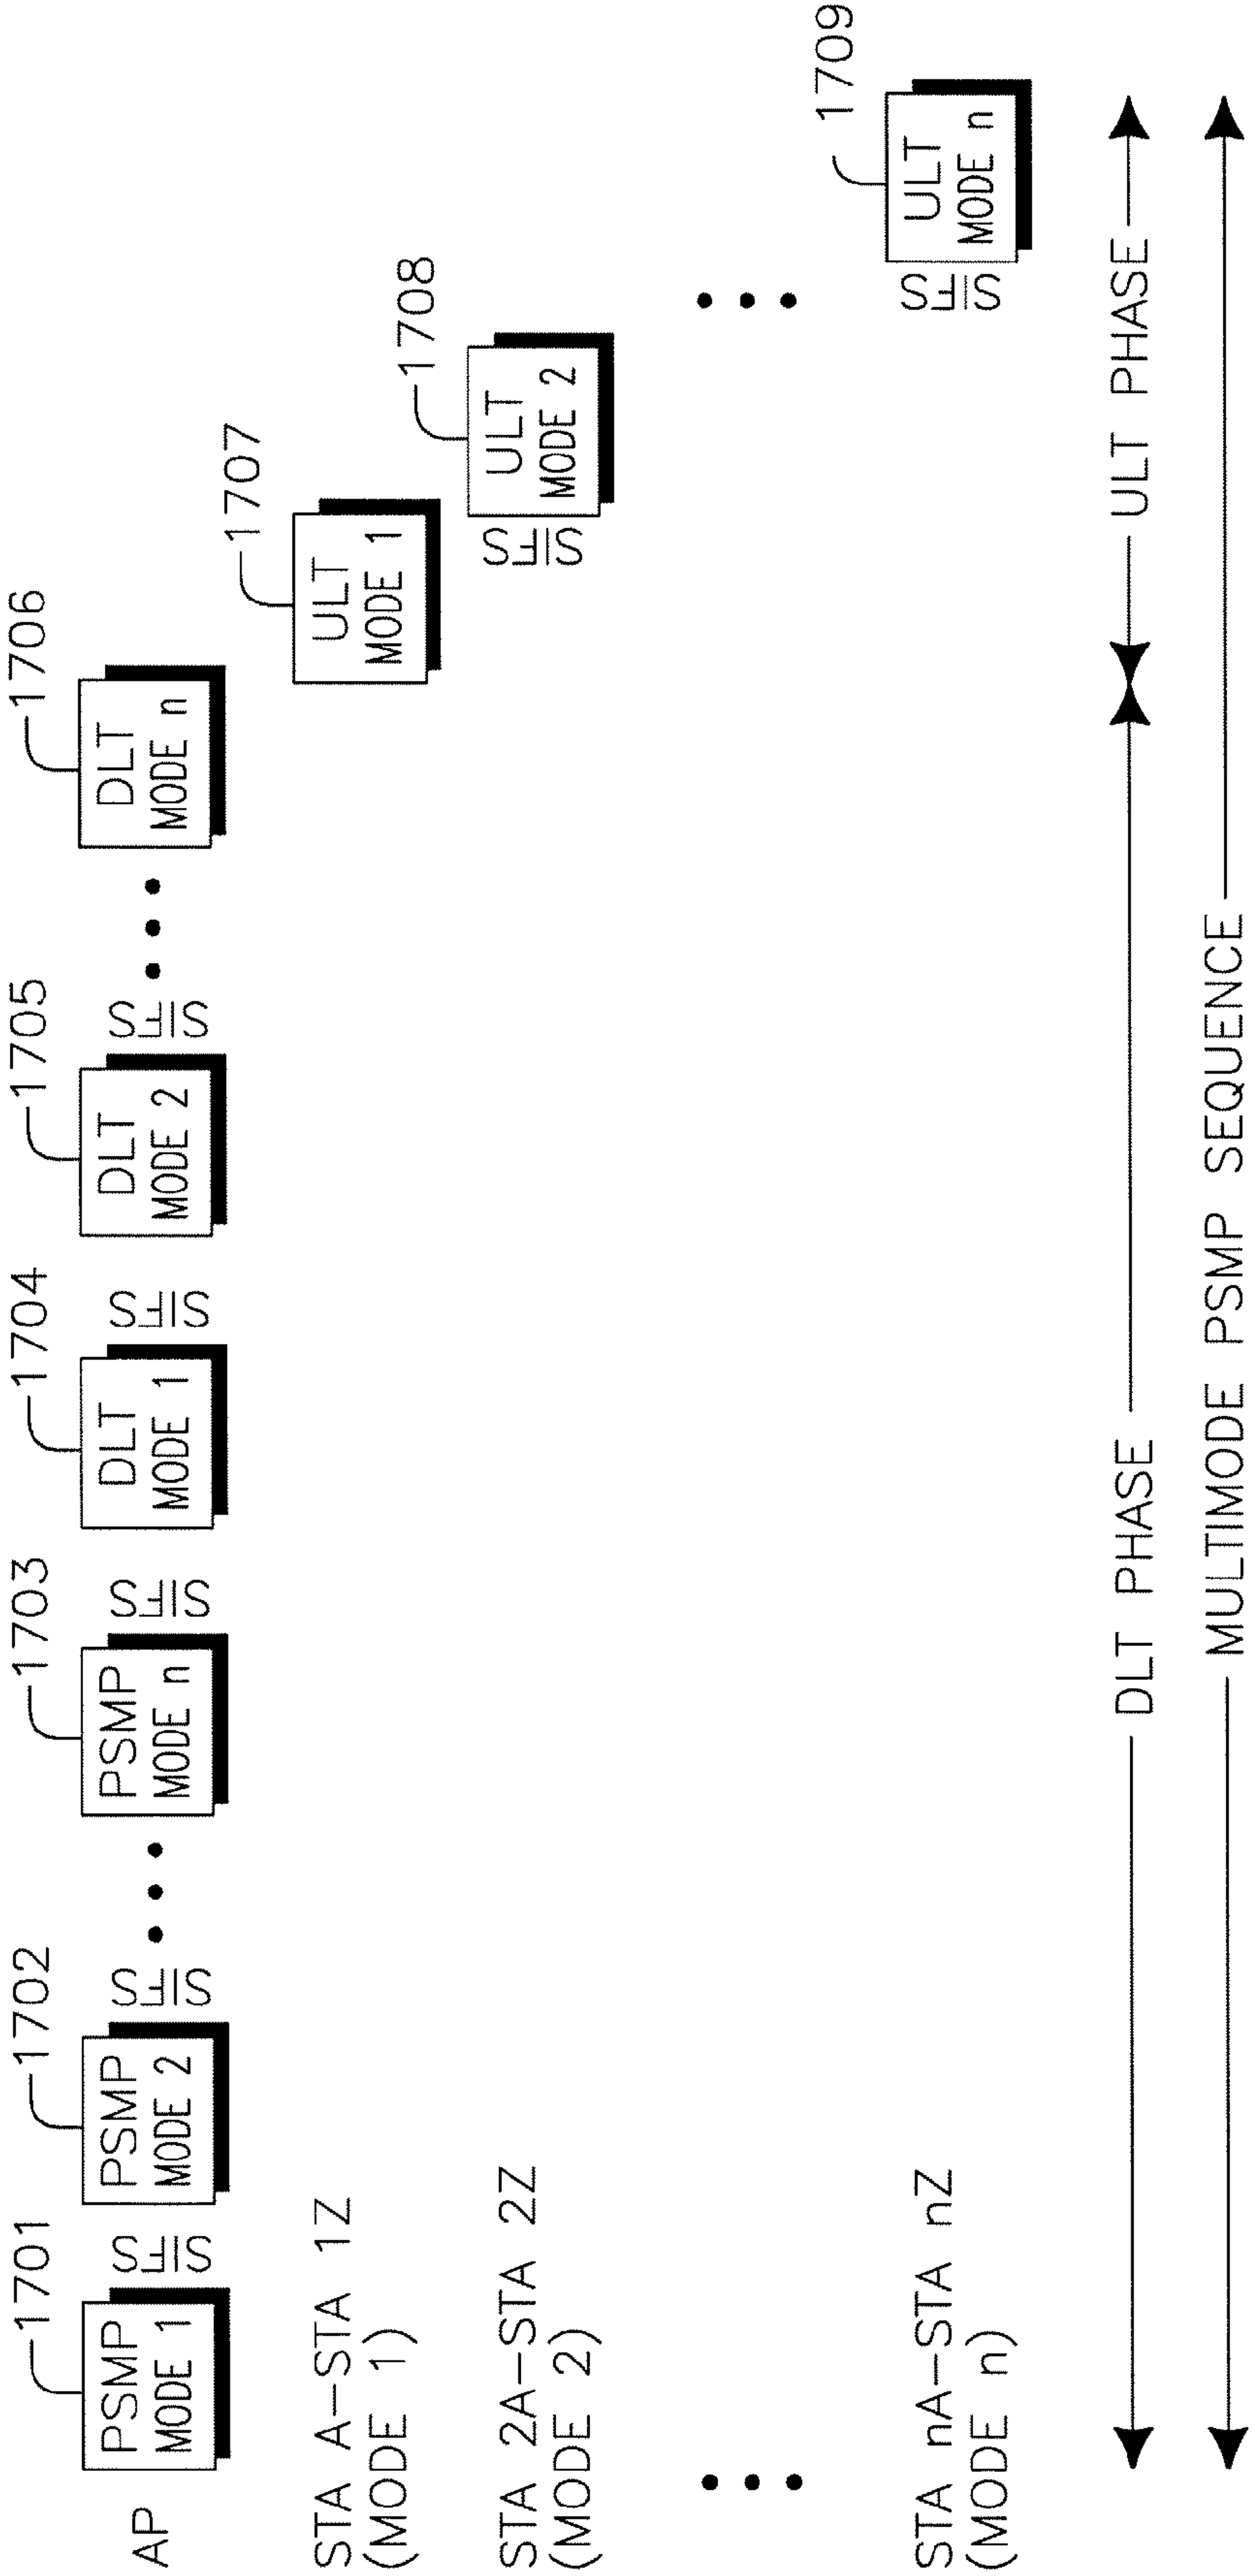 1701
1702
1703
1704
1705
1706
AP
PSMP
MODE 1
SIFS
PSMP
MODE 2
SIFS
PSMP
MODE n
SIFS
DLT
MODE 1
SIFS
DLT
MODE 2
SIFS
DLT
MODE n
1707
STA A-STA 1Z
(MODE 1)
ULT
MODE 1
1708
STA 2A-STA 2Z
(MODE 2)
SIFS
ULT
MODE 2
1709
STA nA-STA nZ
(MODE n)
SIFS
ULT
MODE n
DLT PHASE
ULT PHASE
MULTIMODE PSMP SEQUENCE